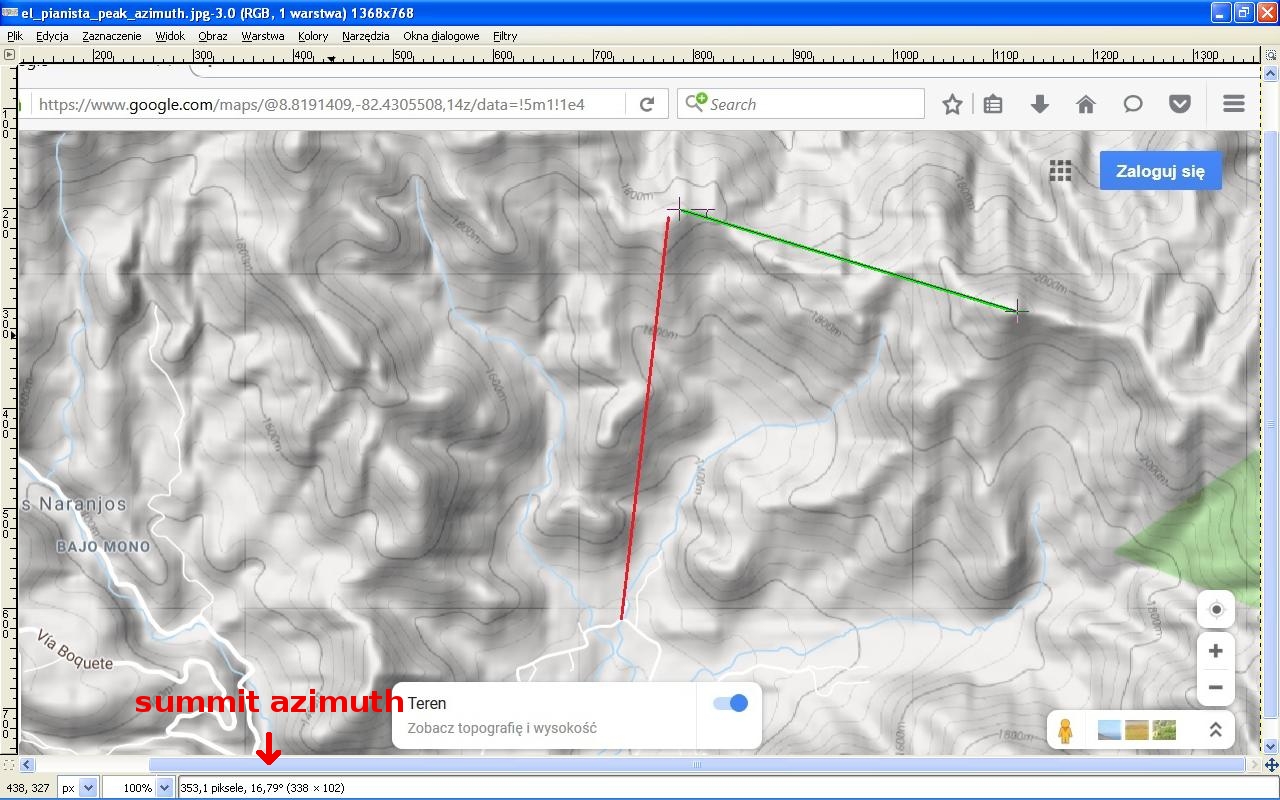 el_pianista_peak_azimuth.jpg-3.0 (RGB, 1 warstwa) 1368x768
Plik Edycja Zaznaczenie Widok Obraz Warstwa Kolory Narzędzia Okna dialogowe Filtry
200 300 400 500 600 700 800 900 1000 1100 1200 1300
https://www.google.com/maps/@8.8191409,-82.4305508,14z/data=!5m1!1e4
Search
Zaloguj się
1800m
1800m
1800m
1800m
2000m
1800m
1800m
1600m
1600m
1400m
2000m
s Naranjos
BAJO MONO
Vía Boquete
1800m
1600m
1800m
summit azimuth
Teren
Zobacz topografię i wysokość
438, 327 px 100% 353,1 piksele, 16,79° (338 × 102)